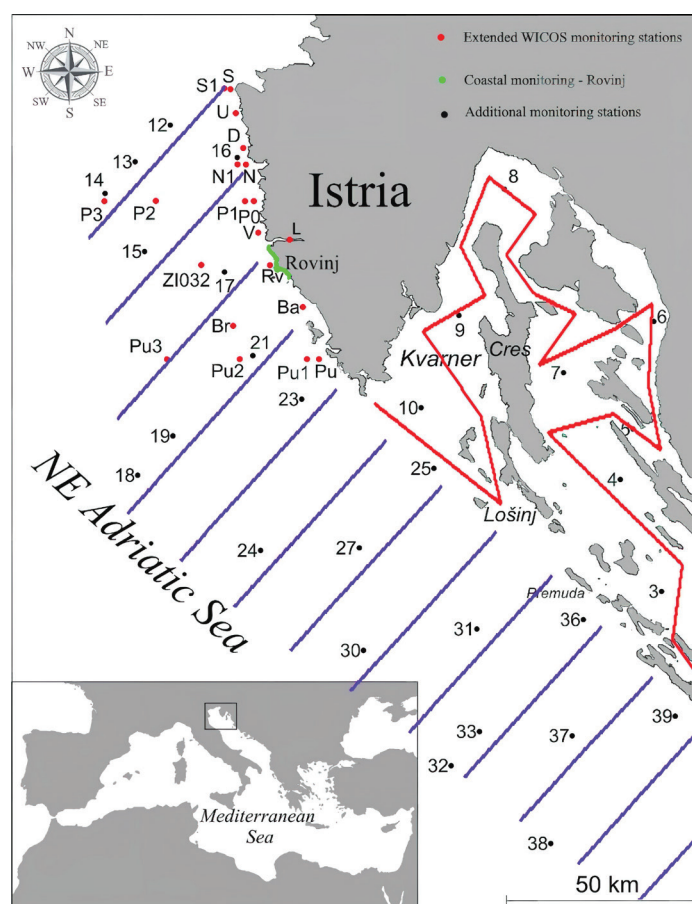 N
NW
NE
W
E
SW
SE
S
Extended WICOS monitoring stations
Coastal monitoring - Rovinj
Additional monitoring stations
S1
S
U
12
D
13
16
N1
N
14
P3
P2
P1
P0
V
L
15
ZI032
17
Rv
Rovinj
Istria
8
Ba
Br
9
6
Kvarner
Cres
Pu3
Pu2
21
Pu1
Pu
7
23
10
5
19
18
25
4
Lošinj
NE Adriatic Sea
24
27
3
Premuda
36
30
31
39
33
37
32
38
Mediterranean
Sea
50 km